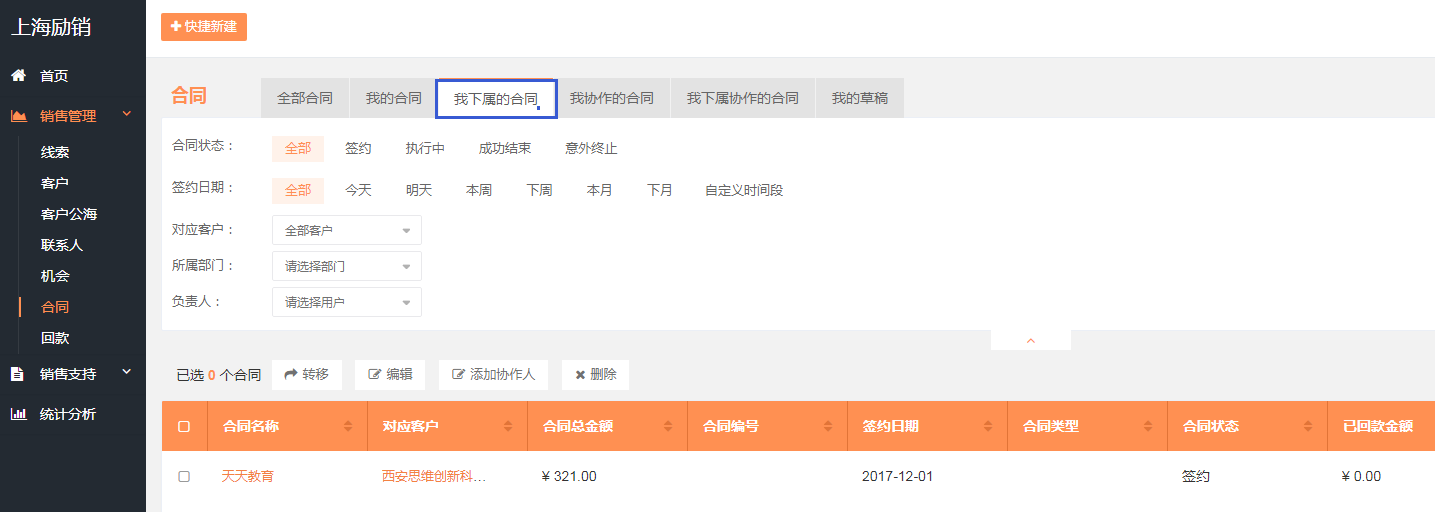 上海励销
快捷新建
首页
销售管理
线索
客户
客户公海
联系人
机会
合同
回款
销售支持
统计分析
合同
全部合同 我的合同 我下属的合同 我协作的合同 我下属协作的合同 我的草稿
合同状态： 全部 签约 执行中 成功结束 意外终止
签约日期： 全部 今天 明天 本周 下周 本月 下月 自定义时间段
对应客户： 全部客户
所属部门： 请选择部门
负责人： 请选择用户
已选 0 个合同 转移 编辑 添加协作人 删除
合同名称 对应客户 合同总金额 合同编号 签约日期 合同类型 合同状态 已回款金额
天天教育 西安思维创新科... ¥ 321.00 2017-12-01 签约 ¥ 0.00